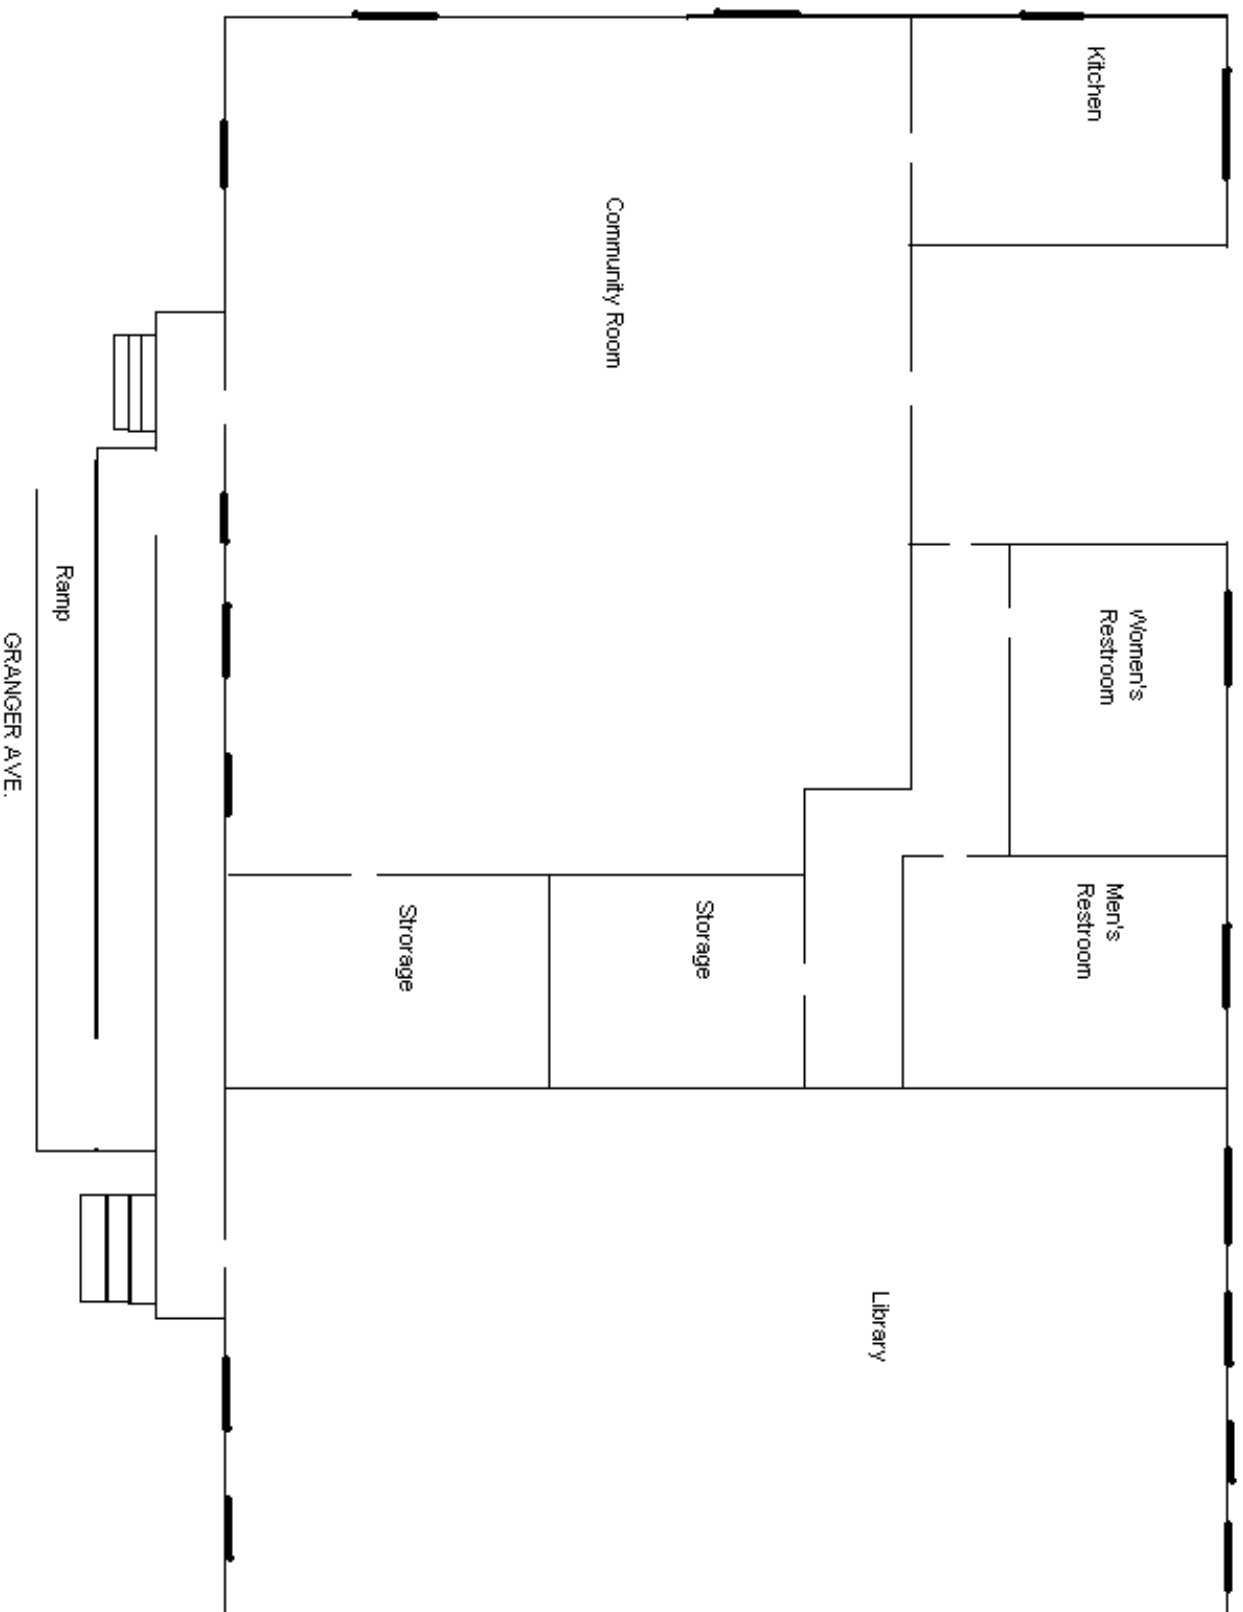 Kitchen
Community Room
Women's
Restroom
Men's
Restroom
Storage
Strorage
Library
Ramp
GRANGER AVE.